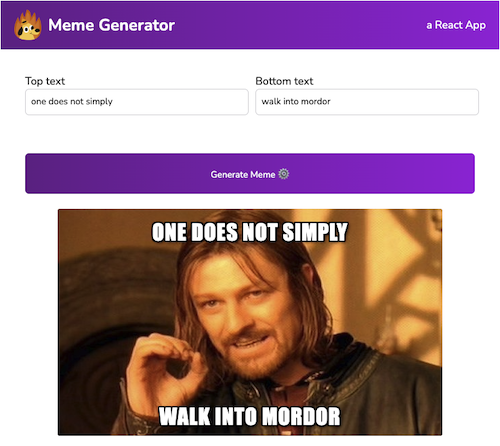 Meme Generator
a React App
Top text
Bottom text
one does not simply
walk into mordor
Generate Meme
ONE DOES NOT SIMPLY
WALK INTO MORDOR